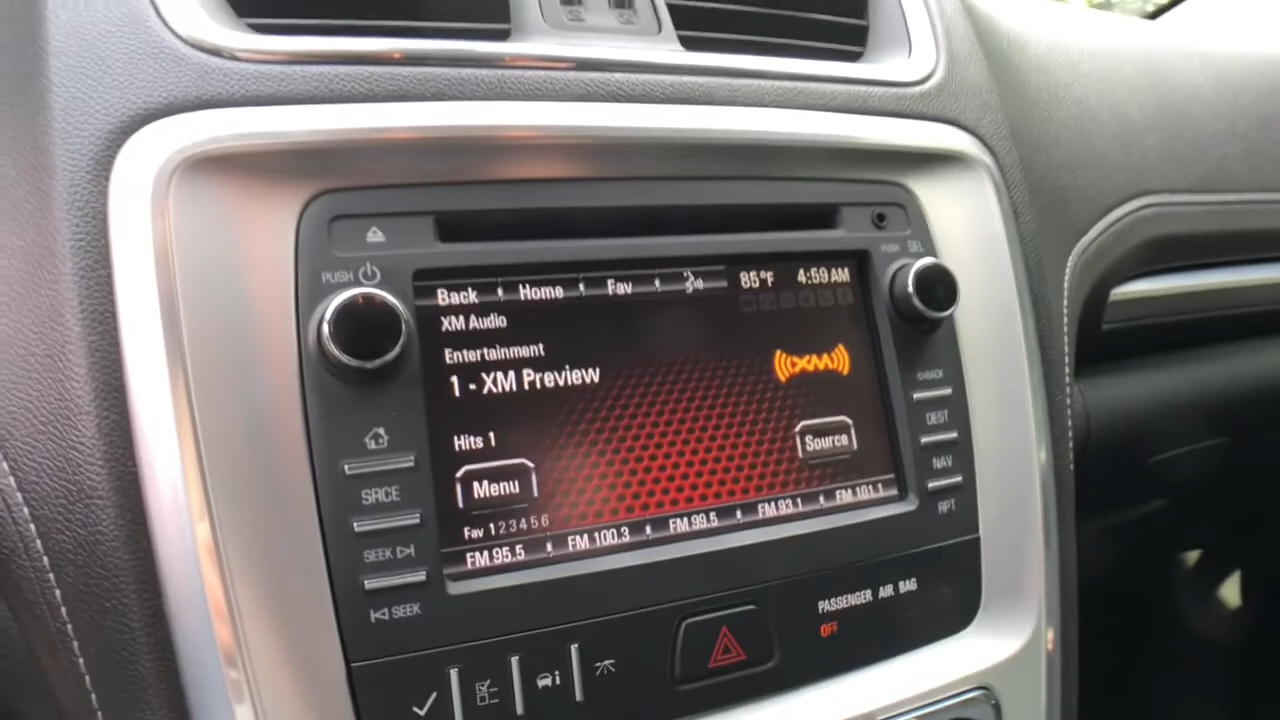 PUSH
PUSH SEL
Back Home Fav 85°F 4:59 AM
XM Audio
Entertainment
1 - XM Preview
((XM))
Hits 1
Source
Menu
Fav 1 2 3 4 5 6
FM 95.5 FM 100.3 FM 99.5 FM 93.1 FM 101.1
SRCE
SEEK
SEEK
BACK
DEST
NAV
RPT
PASSENGER AIR BAG
OFF